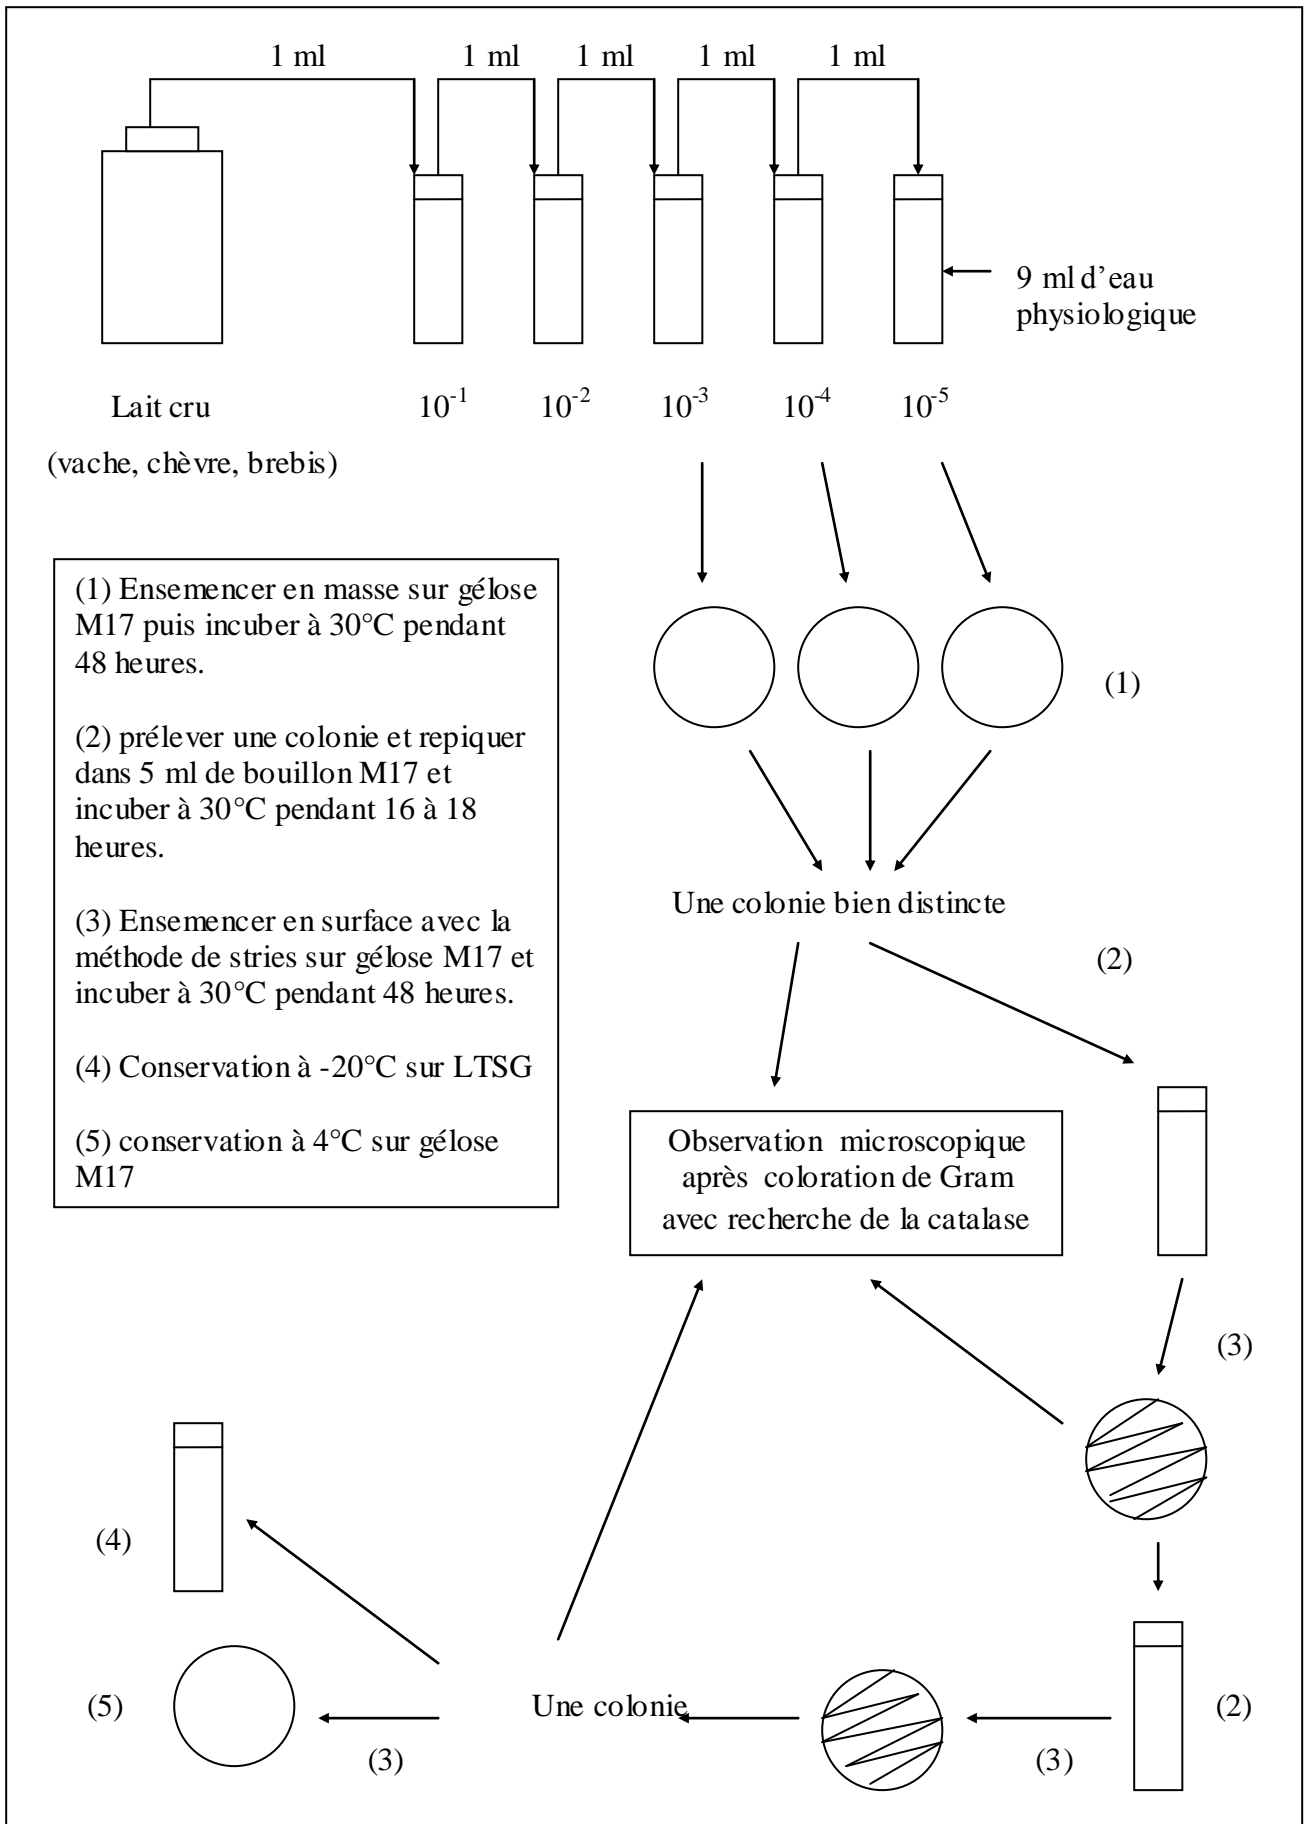 1 ml
1 ml
1 ml
1 ml
1 ml
9 ml d’eau
physiologique
Lait cru
10⁻¹
10⁻²
10⁻³
10⁻⁴
10⁻⁵
(vache, chèvre, brebis)
(1) Ensemencer en masse sur gélose
M17 puis incuber à 30°C pendant
48 heures.
(2) prélever une colonie et repiquer
dans 5 ml de bouillon M17 et
incuber à 30°C pendant 16 à 18
heures.
(3) Ensemencer en surface avec la
méthode de stries sur gélose M17 et
incuber à 30°C pendant 48 heures.
(4) Conservation à -20°C sur LTSG
(5) conservation à 4°C sur gélose
M17
(1)
Une colonie bien distincte
(2)
Observation microscopique
après coloration de Gram
avec recherche de la catalase
(3)
(4)
(5)
Une colonie
(2)
(3)
(3)